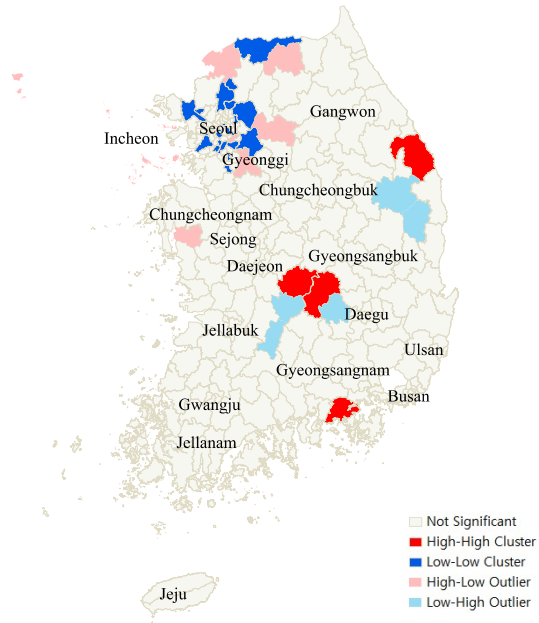 Gangwon
Seoul
Incheon
Gyeonggi
Chungcheongbuk
Chungcheongnam
Sejong
Gyeongsangbuk
Daejeon
Daegu
Jellabuk
Ulsan
Gyeongsangnam
Busan
Gwangju
Jellanam
Not Significant
High-High Cluster
Low-Low Cluster
High-Low Outlier
Low-High Outlier
Jeju